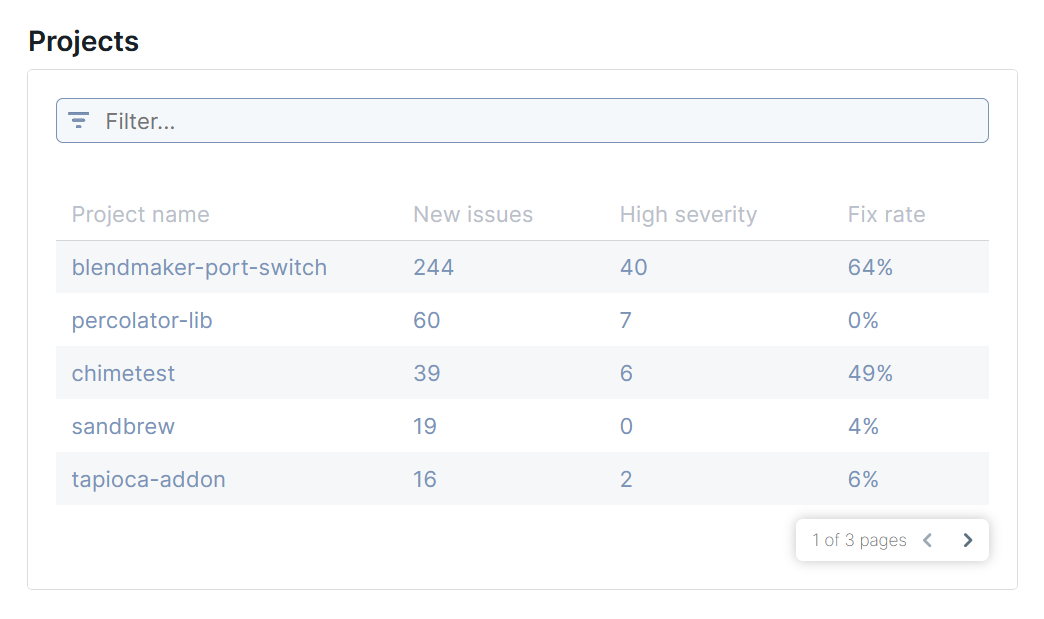 Projects
Filter...
Project name New issues High severity Fix rate
blendmaker-port-switch 244 40 64%
percolator-lib 60 7 0%
chimetest 39 6 49%
sandbrew 19 0 4%
tapioca-addon 16 2 6%
1 of 3 pages